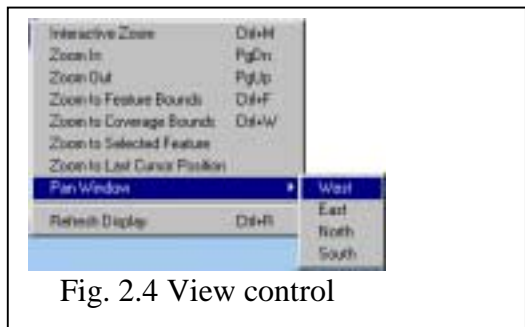 Interactive Zoom Ctrl+M
Zoom In PgDn
Zoom Out PgUp
Zoom to Feature Bounds Ctrl+F
Zoom to Coverage Bounds Ctrl+W
Zoom to Selected Feature
Zoom to Last Cursor Position
Pan Window
West
East
North
South
Refresh Display Ctrl+R
Fig. 2.4 View control